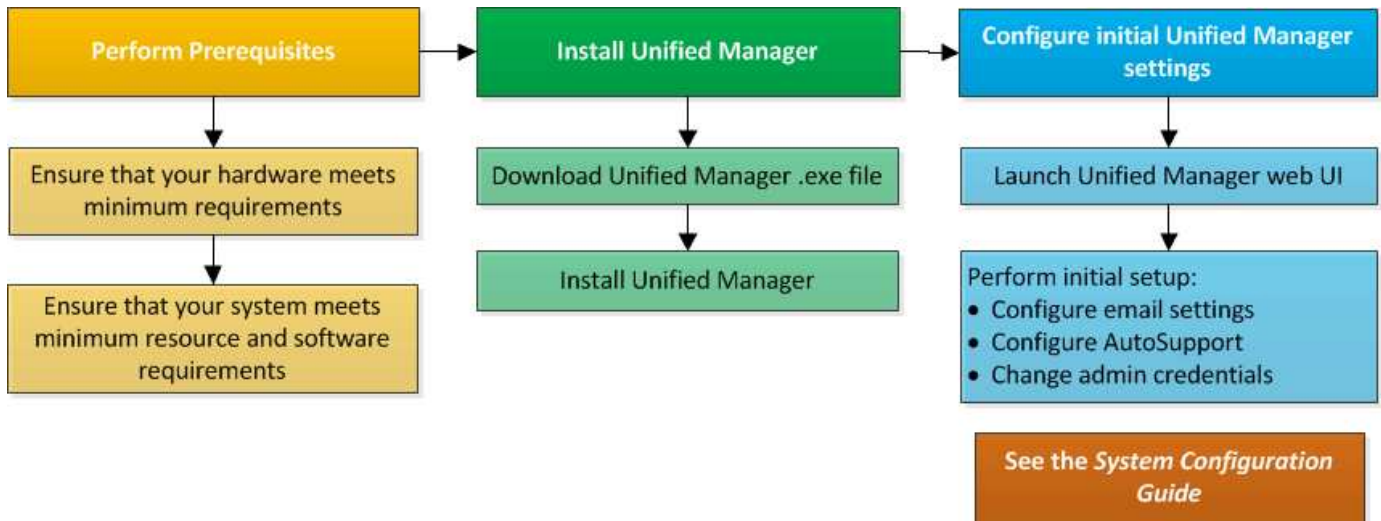 Perform Prerequisites
Install Unified Manager
Configure initial Unified Manager
settings
Ensure that your hardware meets
minimum requirements
Ensure that your system meets
minimum resource and software
requirements
Download Unified Manager .exe file
Install Unified Manager
Launch Unified Manager web UI
Perform initial setup:
• Configure email settings
• Configure AutoSupport
• Change admin credentials
See the System Configuration
Guide